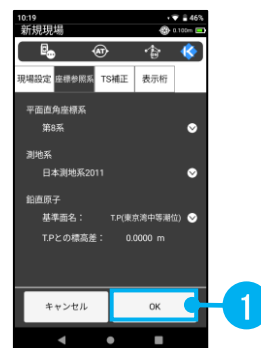 10:19 46%
新規現場 0.100m
AT
現場設定 座標参照系 TS補正 表示桁
平面直角座標系
第8系
測地系
日本測地系2011
鉛直原子
基準面名： T.P(東京湾中等潮位)
T.Pとの標高差： 0.0000 m
キャンセル OK
1